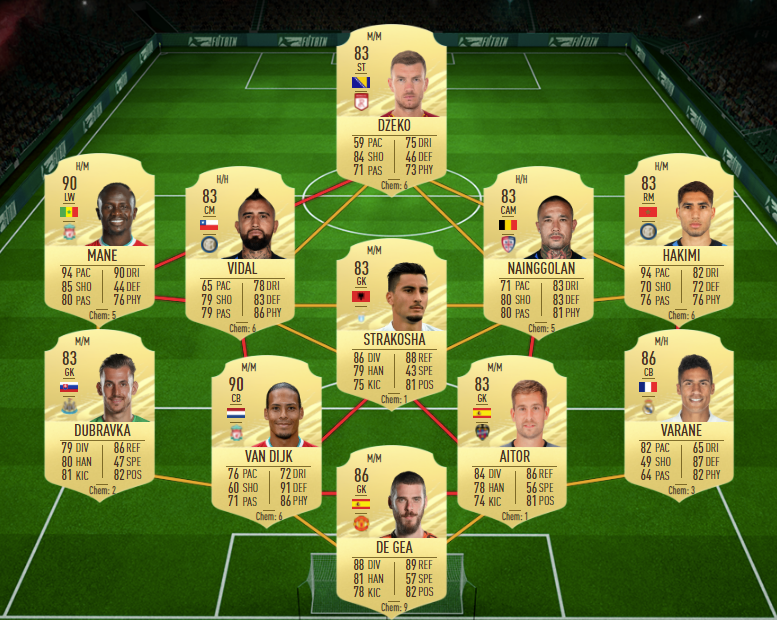 M/M
83
ST
DZEKO
59 PAC 75 DRI
84 SHO 46 DEF
71 PAS 73 PHY
Chem: 6
H/M
90
LW
MANE
94 PAC 90 DRI
85 SHO 44 DEF
80 PAS 76 PHY
Chem: 5
H/H
83
CM
VIDAL
65 PAC 78 DRI
79 SHO 83 DEF
79 PAS 86 PHY
Chem: 6
H/H
83
CAM
NAINGGOLAN
71 PAC 83 DRI
80 SHO 83 DEF
80 PAS 81 PHY
Chem: 5
H/M
83
RM
HAKIMI
94 PAC 82 DRI
70 SHO 72 DEF
76 PAS 76 PHY
Chem: 6
M/M
83
GK
STRAKOSHA
86 DIV 88 REF
79 HAN 43 SPE
75 KIC 81 POS
Chem: 1
M/M
83
GK
DUBRAVKA
79 DIV 86 REF
80 HAN 47 SPE
81 KIC 82 POS
Chem: 2
M/M
90
CB
VAN DIJK
76 PAC 72 DRI
60 SHO 91 DEF
71 PAS 86 PHY
Chem: 6
M/M
83
GK
AITOR
84 DIV 86 REF
78 HAN 56 SPE
74 KIC 81 POS
Chem: 1
M/H
86
CB
VARANE
82 PAC 65 DRI
49 SHO 87 DEF
64 PAS 82 PHY
Chem: 3
M/M
86
GK
DE GEA
88 DIV 89 REF
81 HAN 57 SPE
78 KIC 82 POS
Chem: 9